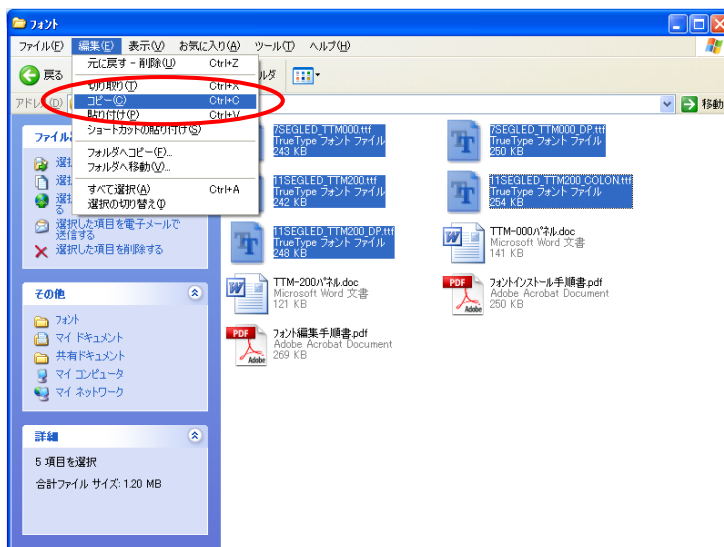 フォント
ファイル(F) 編集(E) 表示(V) お気に入り(A) ツール(T) ヘルプ(H)
元に戻す - 削除(U) Ctrl+Z
切り取り(T) Ctrl+X
コピー(C) Ctrl+C
貼り付け(P) Ctrl+V
ショートカットの貼り付け(S)
フォルダへコピー(F)...
フォルダへ移動(V)...
すべて選択(A) Ctrl+A
選択の切り替え(I)
戻る
ルダ
アドレス(D)
移動
ファイル
選択した項目を電子メールで
送信する
選択した項目を削除する
その他
フォント
マイ ドキュメント
共有ドキュメント
マイ コンピュータ
マイ ネットワーク
詳細
5 項目を選択
合計ファイル サイズ: 1.20 MB
7SEGLED_TTM000.ttf
TrueType フォント ファイル
243 KB
7SEGLED_TTM000_DP.ttf
TrueType フォント ファイル
250 KB
11SEGLED_TTM200.ttf
TrueType フォント ファイル
242 KB
11SEGLED_TTM200_COLON.ttf
TrueType フォント ファイル
254 KB
11SEGLED_TTM200_DP.ttf
TrueType フォント ファイル
248 KB
TTM-000パネル.doc
Microsoft Word 文書
141 KB
TTM-200パネル.doc
Microsoft Word 文書
121 KB
フォントインストール手順書.pdf
Adobe Acrobat Document
250 KB
フォント編集手順書.pdf
Adobe Acrobat Document
269 KB